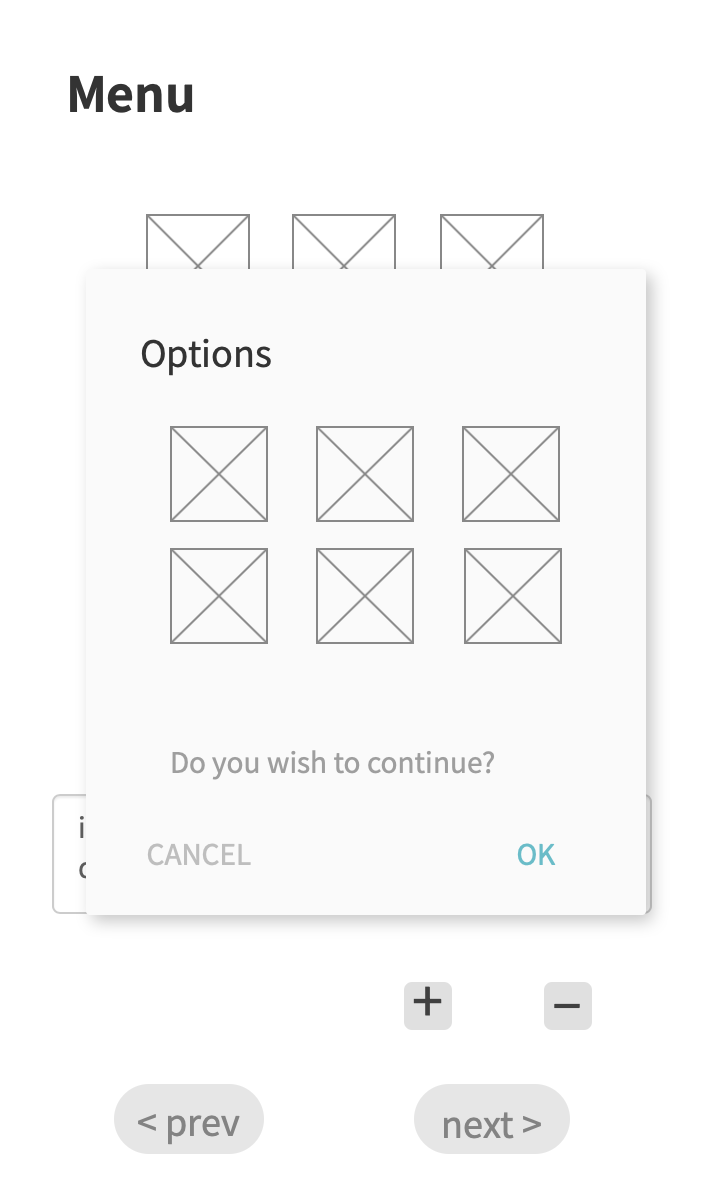 Menu
Options
Do you wish to continue?
CANCEL OK
+ −
< prev next >